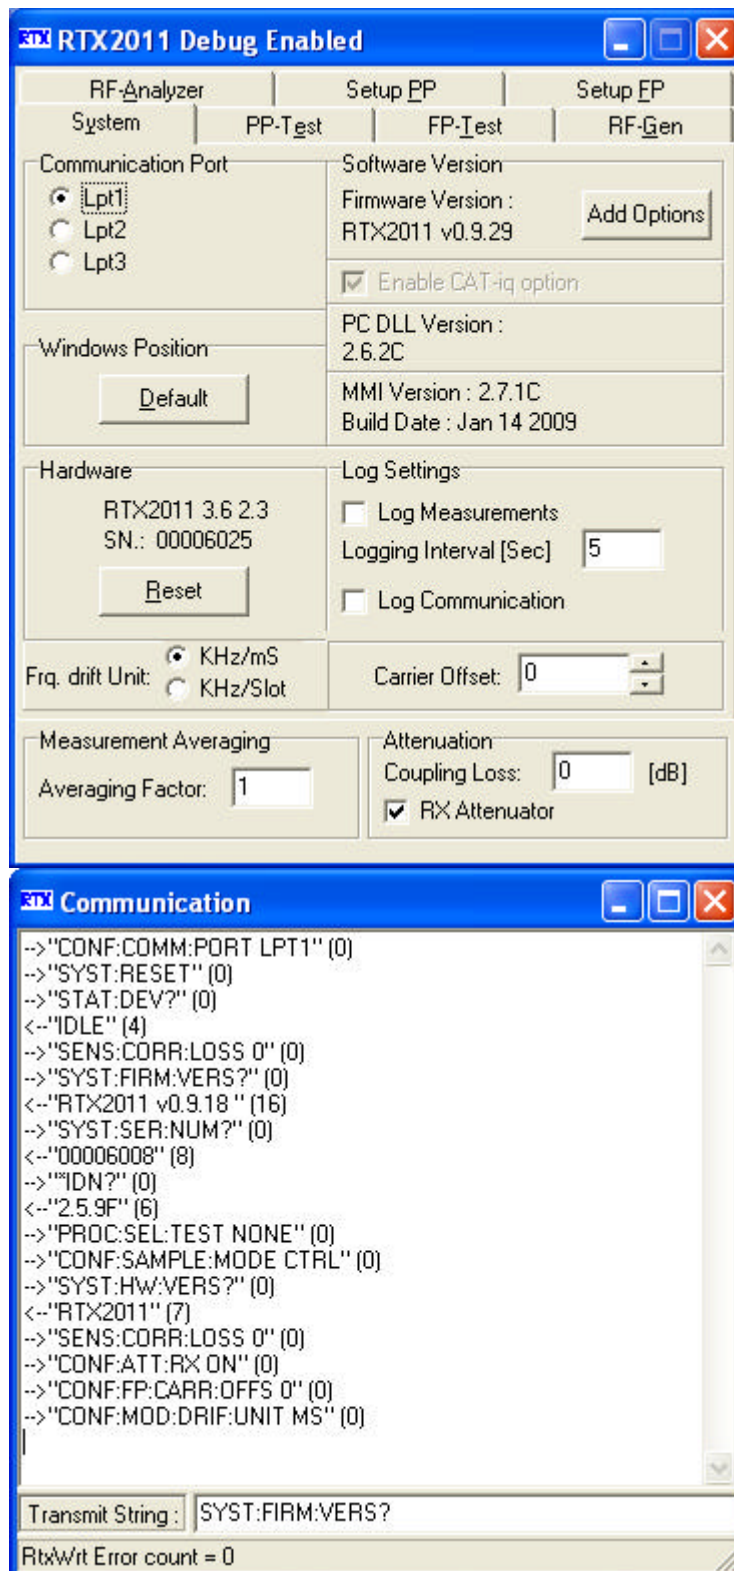 RTX RTX2011 Debug Enabled
RF-Analyzer Setup PP Setup FP
System PP-Test FP-Test RF-Gen
Communication Port
Lpt1
Lpt2
Lpt3
Software Version
Firmware Version :
RTX2011 v0.9.29
Add Options
Enable CAT-iq option
PC DLL Version :
2.6.2C
Windows Position
Default
MMI Version : 2.7.1C
Build Date : Jan 14 2009
Hardware
RTX2011 3.6 2.3
SN.: 00006025
Reset
Log Settings
Log Measurements
Logging Interval [Sec] 5
Log Communication
Frq. drift Unit:
KHz/mS
KHz/Slot
Carrier Offset: 0
Measurement Averaging
Averaging Factor: 1
Attenuation
Coupling Loss: 0 [dB]
RX Attenuator
RTX Communication
-->"CONF:COMM:PORT LPT1" (0)
-->"SYST:RESET" (0)
-->"STAT:DEV?" (0)
<--"IDLE" (4)
-->"SENS:CORR:LOSS 0" (0)
-->"SYST:FIRM:VERS?" (0)
<--"RTX2011 v0.9.18 " (16)
-->"SYST:SER:NUM?" (0)
<--"00006008" (8)
-->"*IDN?" (0)
<--"2.5.9F" (6)
-->"PROC:SEL:TEST NONE" (0)
-->"CONF:SAMPLE:MODE CTRL" (0)
-->"SYST:HW:VERS?" (0)
<--"RTX2011" (7)
-->"SENS:CORR:LOSS 0" (0)
-->"CONF:ATT:RX ON" (0)
-->"CONF:FP:CARR:OFFS 0" (0)
-->"CONF:MOD:DRIF:UNIT MS" (0)
Transmit String : SYST:FIRM:VERS?
RtxWrt Error count = 0